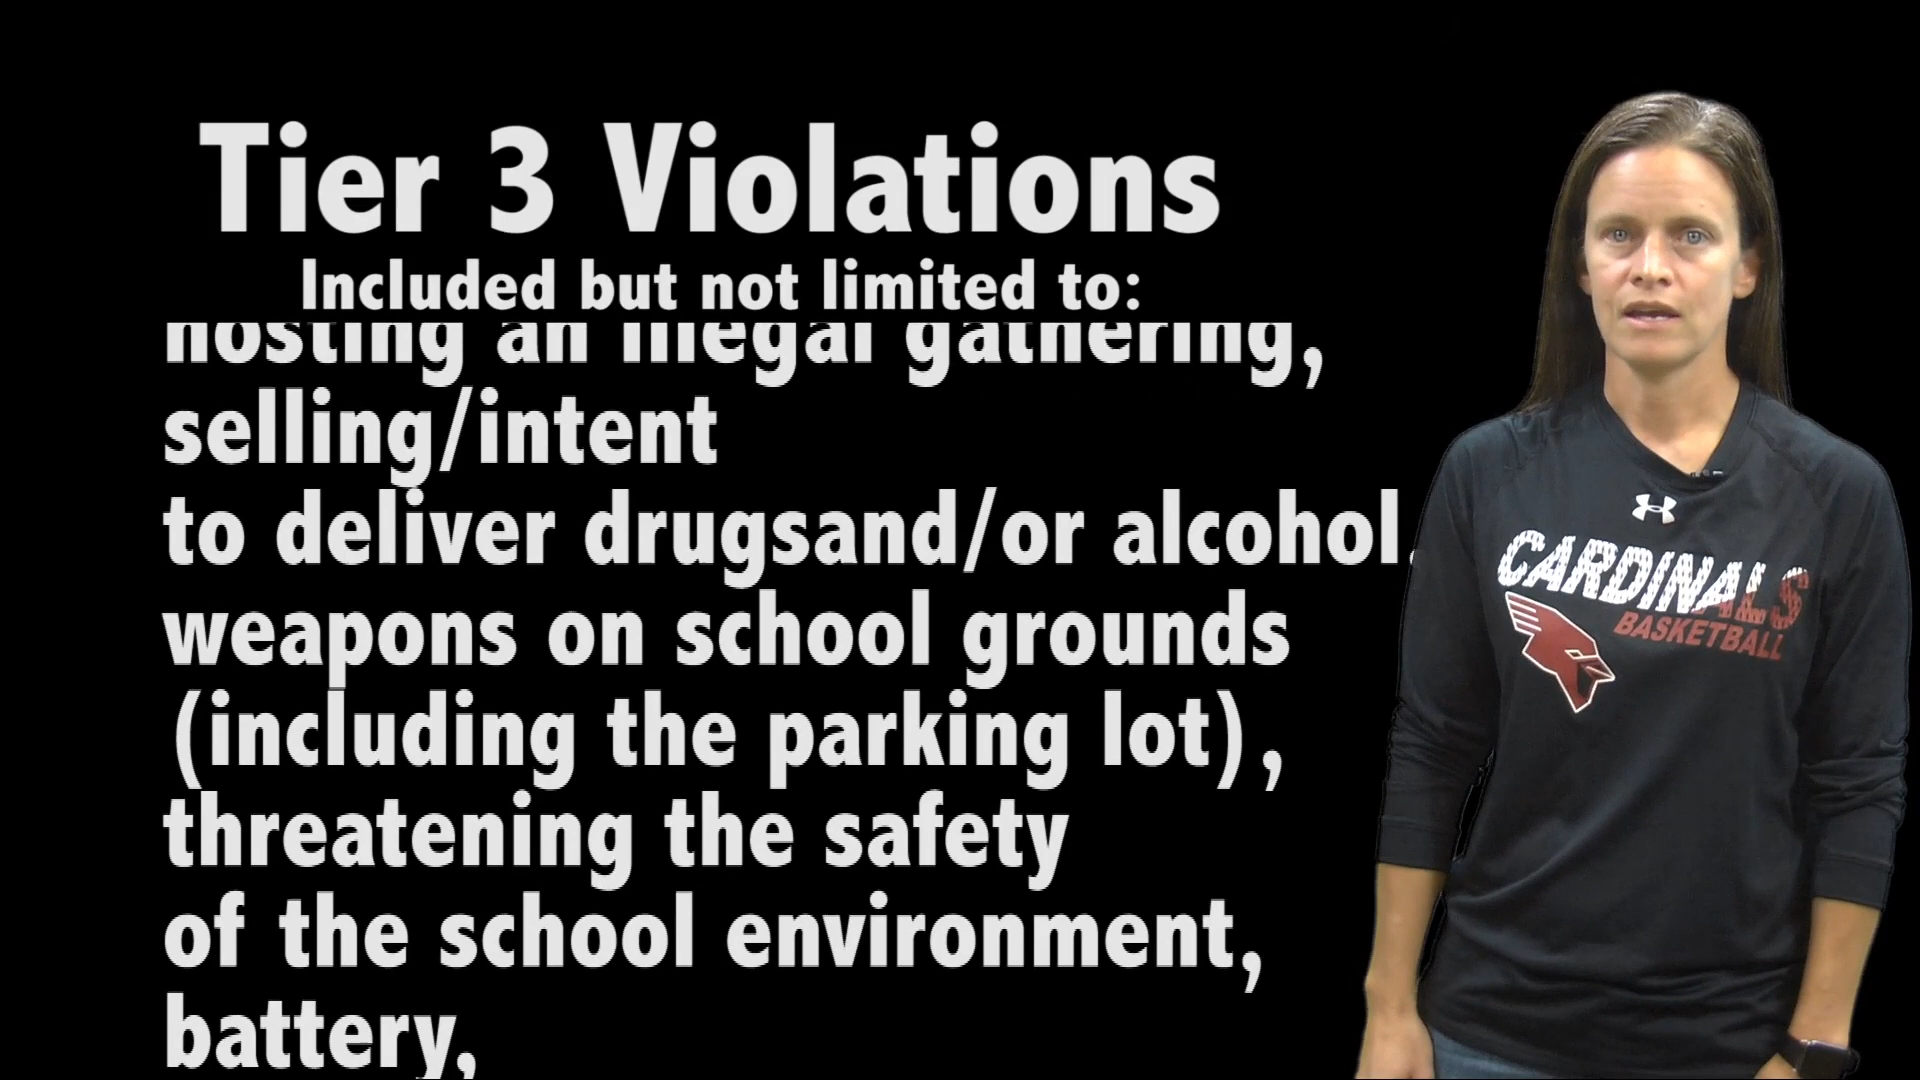 Tier 3 Violations
Included but not limited to:
hosting an illegal gathering,
selling/intent
to deliver drugsand/or alcohol,
weapons on school grounds
(including the parking lot),
threatening the safety
of the school environment,
battery,
CARDINALS
BASKETBALL